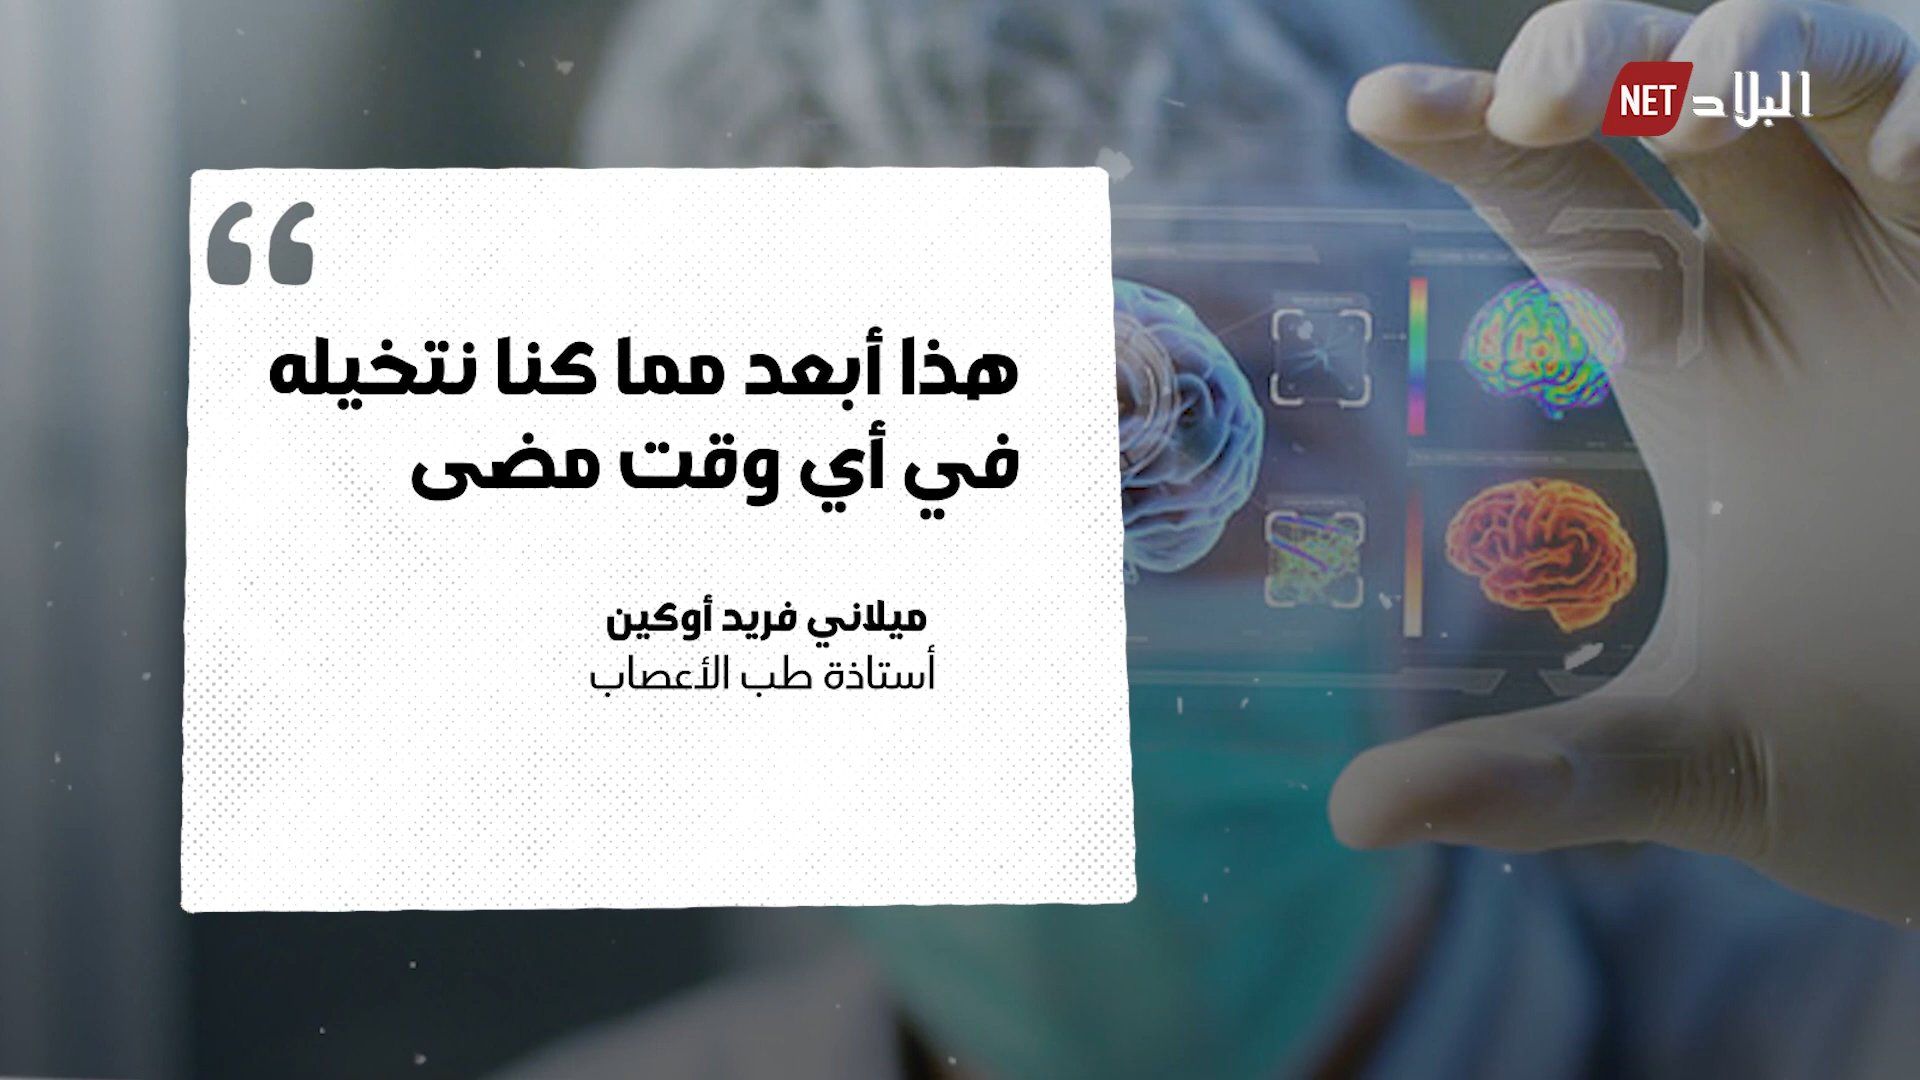 البلاد NET
هذا أبعد مما كنا نتخيله
في أي وقت مضى
ميلاني فريد أوكين
أستاذة طب الأعصاب